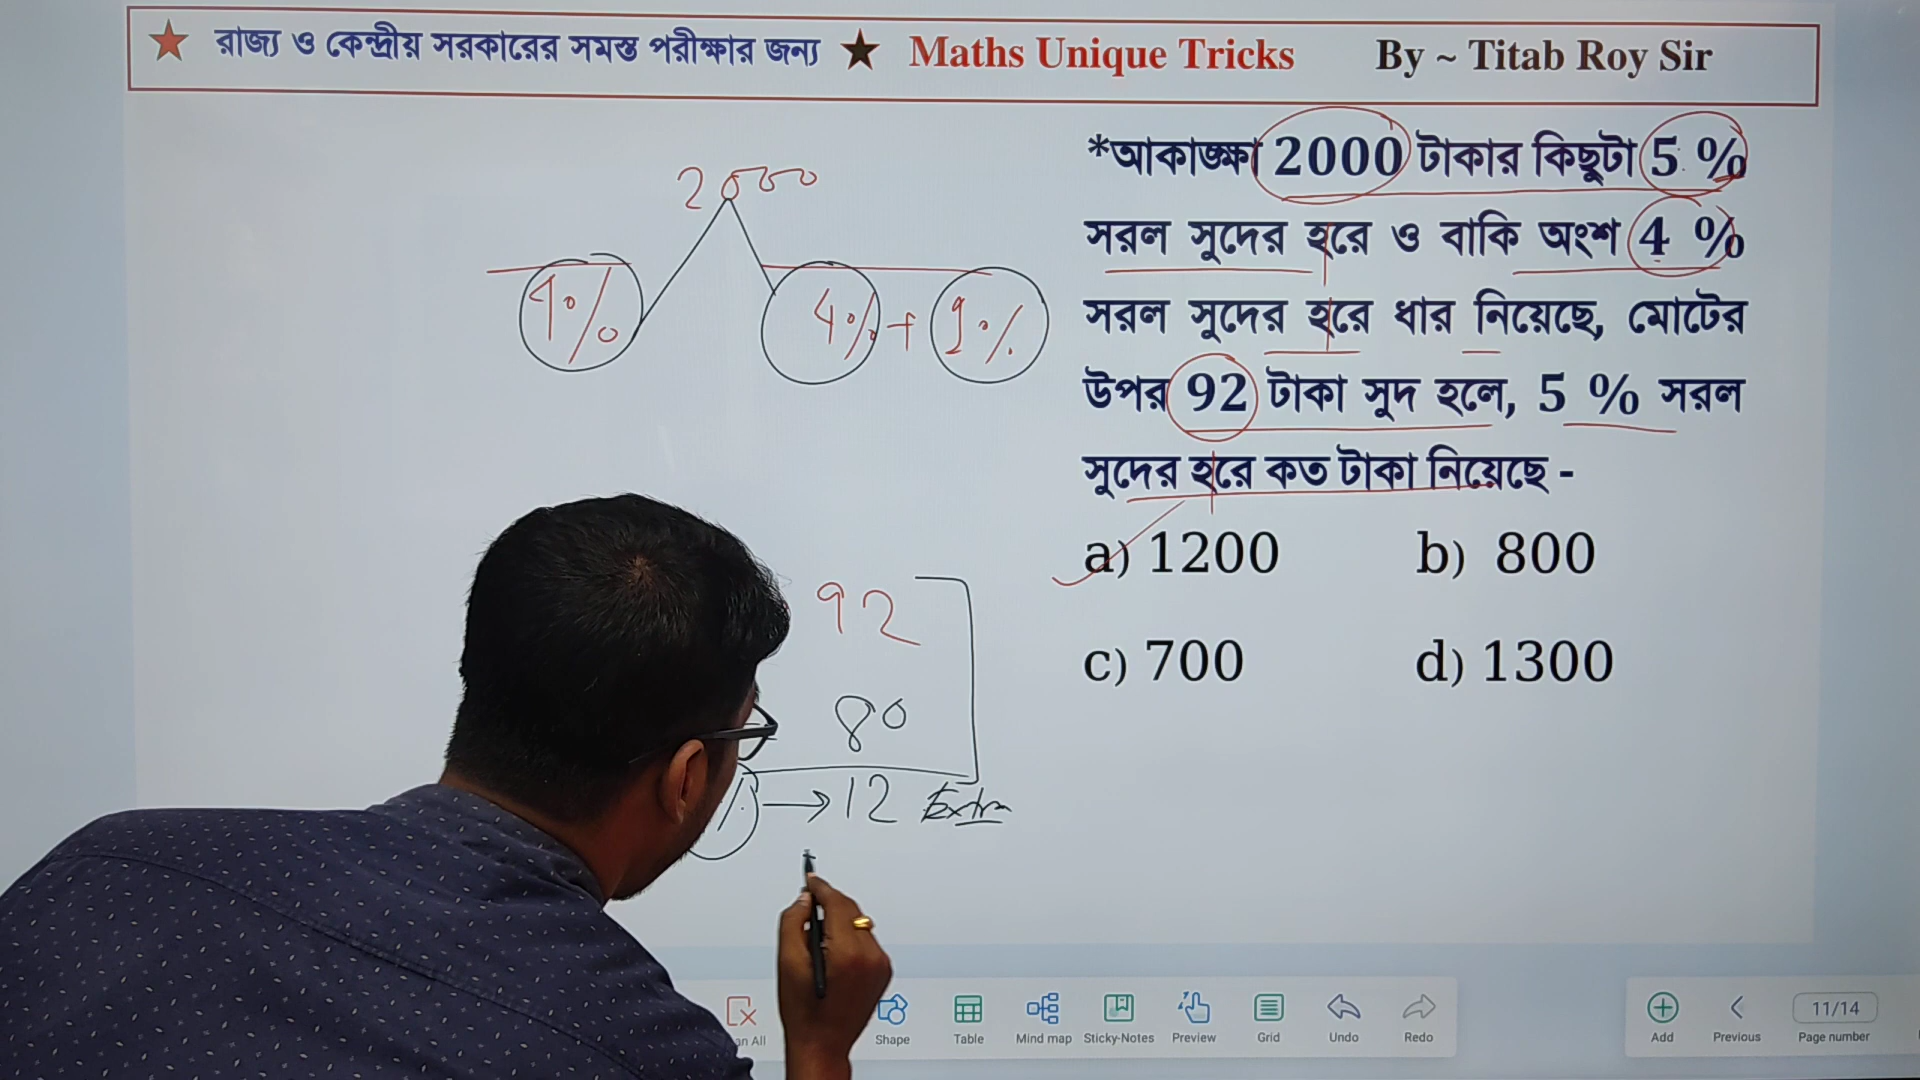 ★ রাজ্য ও কেন্দ্রীয় সরকারের সমস্ত পরীক্ষার জন্য ★ Maths Unique Tricks By ~ Titab Roy Sir
*আকাঙ্ক্ষা 2000 টাকার কিছুটা 5 %
সরল সুদের হারে ও বাকি অংশ 4 %
সরল সুদের হারে ধার নিয়েছে, মোটের
উপর 92 টাকা সুদ হলে, 5 % সরল
সুদের হারে কত টাকা নিয়েছে -
a) 1200 b) 800
c) 700 d) 1300
2000
4% 4% + 1%
92
80
% → 12 Extra
an All Shape Table Mind map Sticky-Notes Preview Grid Undo Redo Add Previous 11/14 Page number